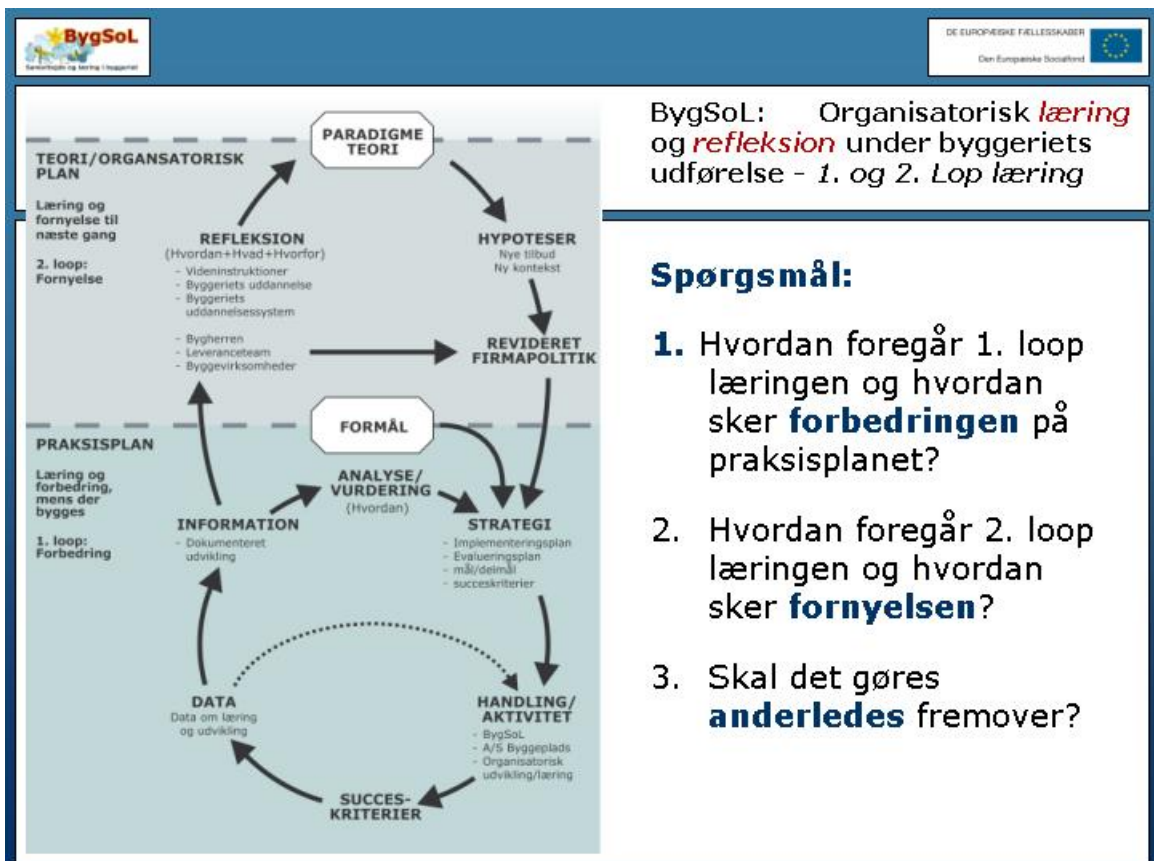 BygSoL
Samarbejde og læring i byggeriet
DE EUROPÆISKE FÆLLESSKABER
Den Europæiske Socialfond
BygSoL: Organisatorisk læring
og refleksion under byggeriets
udførelse - 1. og 2. Lop læring
PARADIGME
TEORI
TEORI/ORGANSATORISK
PLAN
Læring og
fornyelse til
næste gang
2. loop:
Fornyelse
REFLEKSION
(Hvordan+Hvad+Hvorfor)
- Videninstruktioner
- Byggeriets uddannelse
- Byggeriets
uddannelsessystem
- Bygherren
- Leveranceteam
- Byggevirksomheder
HYPOTESER
Nye tilbud
Ny kontekst
REVIDERET
FIRMAPOLITIK
FORMÅL
PRAKSISPLAN
Læring og
forbedring,
mens der
bygges
1. loop:
Forbedring
ANALYSE/
VURDERING
(Hvordan)
INFORMATION
- Dokumenteret
udvikling
STRATEGI
- Implementeringsplan
- Evalueringsplan
- mål/delmål
- succeskriterier
DATA
Data om læring
og udvikling
HANDLING/
AKTIVITET
- BygSoL
- A/S Byggeplads
- Organisatorisk
udvikling/læring
SUCCES-
KRITERIER
Spørgsmål:
1. Hvordan foregår 1. loop
læringen og hvordan
sker forbedringen på
praksisplanet?
2. Hvordan foregår 2. loop
læringen og hvordan
sker fornyelsen?
3. Skal det gøres
anderledes fremover?